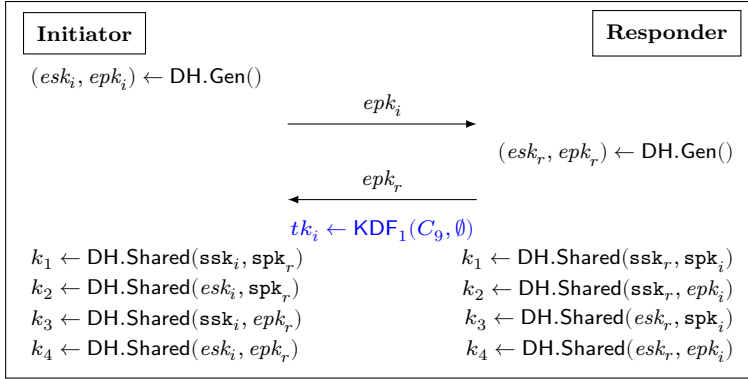 Initiator Responder
(esk_i, epk_i) ← DH.Gen()
epk_i
(esk_r, epk_r) ← DH.Gen()
epk_r
tk_i ← KDF_1(C_9, ∅)
k_1 ← DH.Shared(ssk_i, spk_r) k_1 ← DH.Shared(ssk_r, spk_i)
k_2 ← DH.Shared(esk_i, spk_r) k_2 ← DH.Shared(ssk_r, epk_i)
k_3 ← DH.Shared(ssk_i, epk_r) k_3 ← DH.Shared(esk_r, spk_i)
k_4 ← DH.Shared(esk_i, epk_r) k_4 ← DH.Shared(esk_r, epk_i)